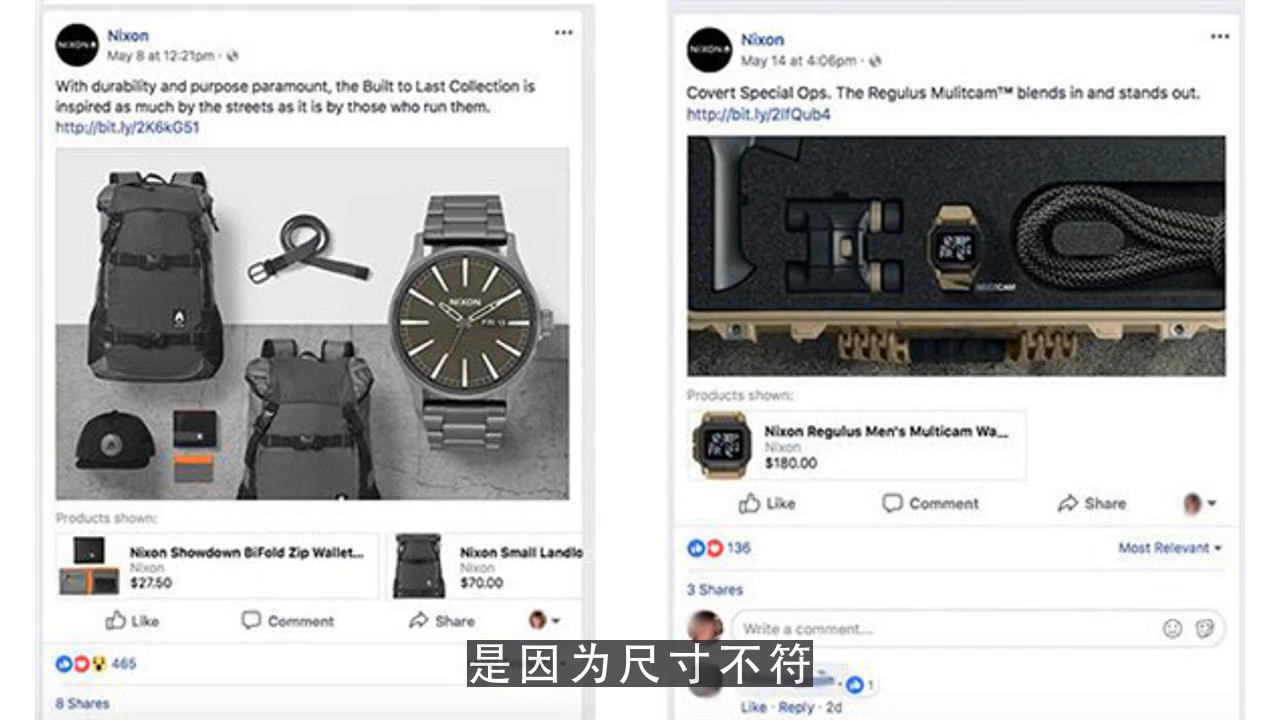 Nixon
May 8 at 12:21pm ·
With durability and purpose paramount, the Built to Last Collection is
inspired as much by the streets as it is by those who run them.
http://bit.ly/2K6kG51
NIXON
FRI 13
Products shown:
Nixon Showdown BiFold Zip Wallet...
Nixon
$27.50
Nixon Small Landlo
Nixon
$70.00
Like
Comment
Share
465
8 Shares
Nixon
May 14 at 4:06pm ·
Covert Special Ops. The Regulus Mulitcam™ blends in and stands out.
http://bit.ly/2IfQub4
Products shown:
Nixon Regulus Men's Multicam Wa...
Nixon
$180.00
Like
Comment
Share
136
Most Relevant
3 Shares
Write a comment...
1
Like · Reply · 2d
是因为尺寸不符